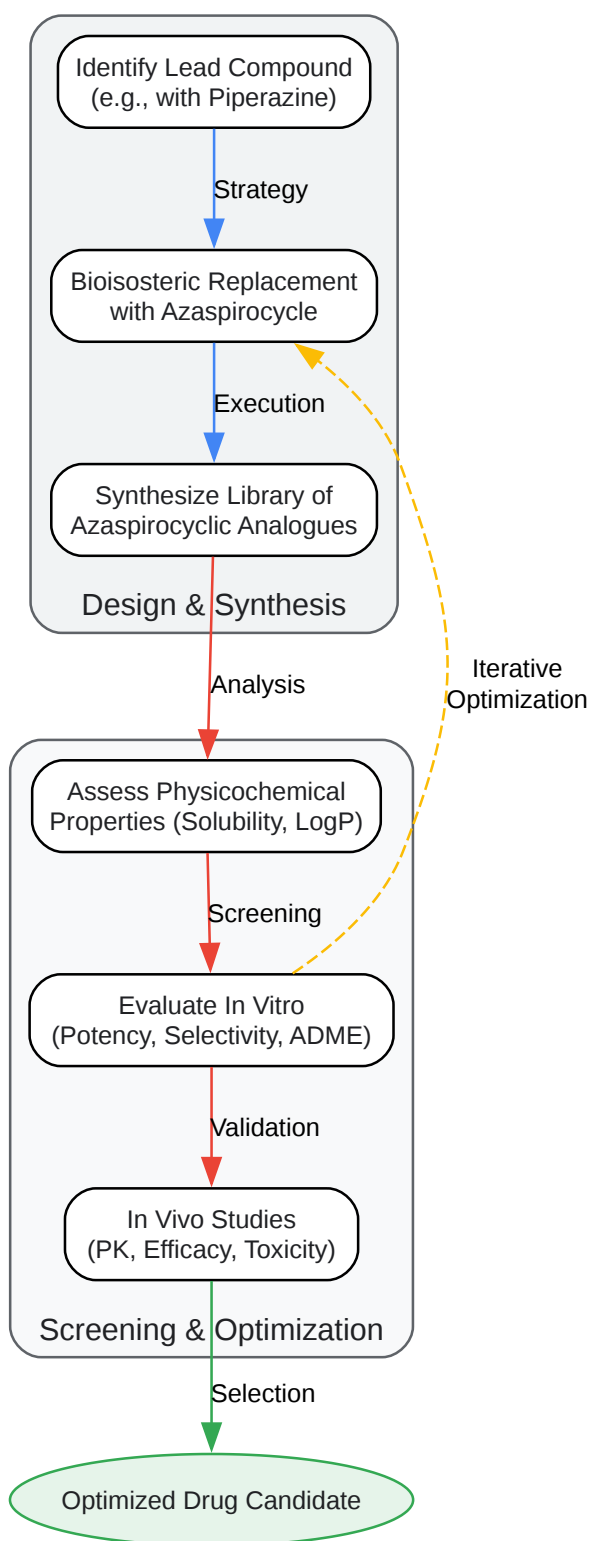 Identify Lead Compound
(e.g., with Piperazine)
Strategy
Bioisosteric Replacement
with Azaspirocycle
Execution
Synthesize Library of
Azaspirocyclic Analogues
Design & Synthesis
Iterative
Optimization
Analysis
Assess Physicochemical
Properties (Solubility, LogP)
Screening
Evaluate In Vitro
(Potency, Selectivity, ADME)
Validation
In Vivo Studies
(PK, Efficacy, Toxicity)
Screening & Optimization
Selection
Optimized Drug Candidate